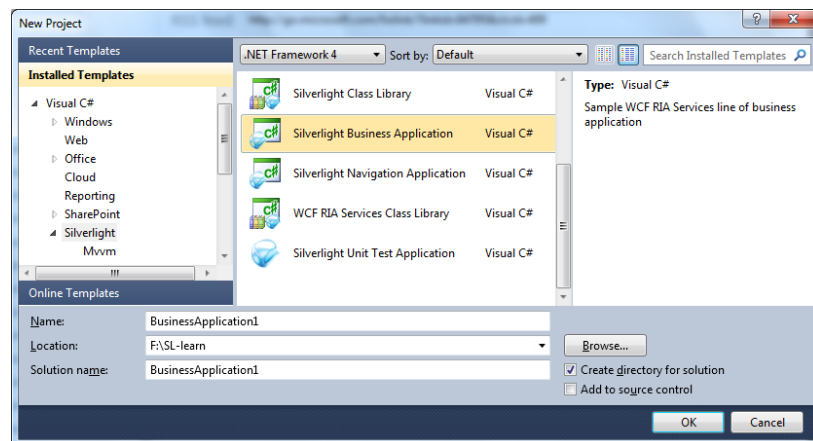 New Project
Recent Templates
Installed Templates
Visual C#
Windows
Web
Office
Cloud
Reporting
SharePoint
Silverlight
Mvvm
Online Templates
.NET Framework 4
Sort by: Default
Search Installed Templates
Silverlight Class Library Visual C#
Silverlight Business Application Visual C#
Silverlight Navigation Application Visual C#
WCF RIA Services Class Library Visual C#
Silverlight Unit Test Application Visual C#
Type: Visual C#
Sample WCF RIA Services line of business
application
Name: BusinessApplication1
Location: F:\SL-learn
Browse...
Solution name: BusinessApplication1
Create directory for solution
Add to source control
OK
Cancel